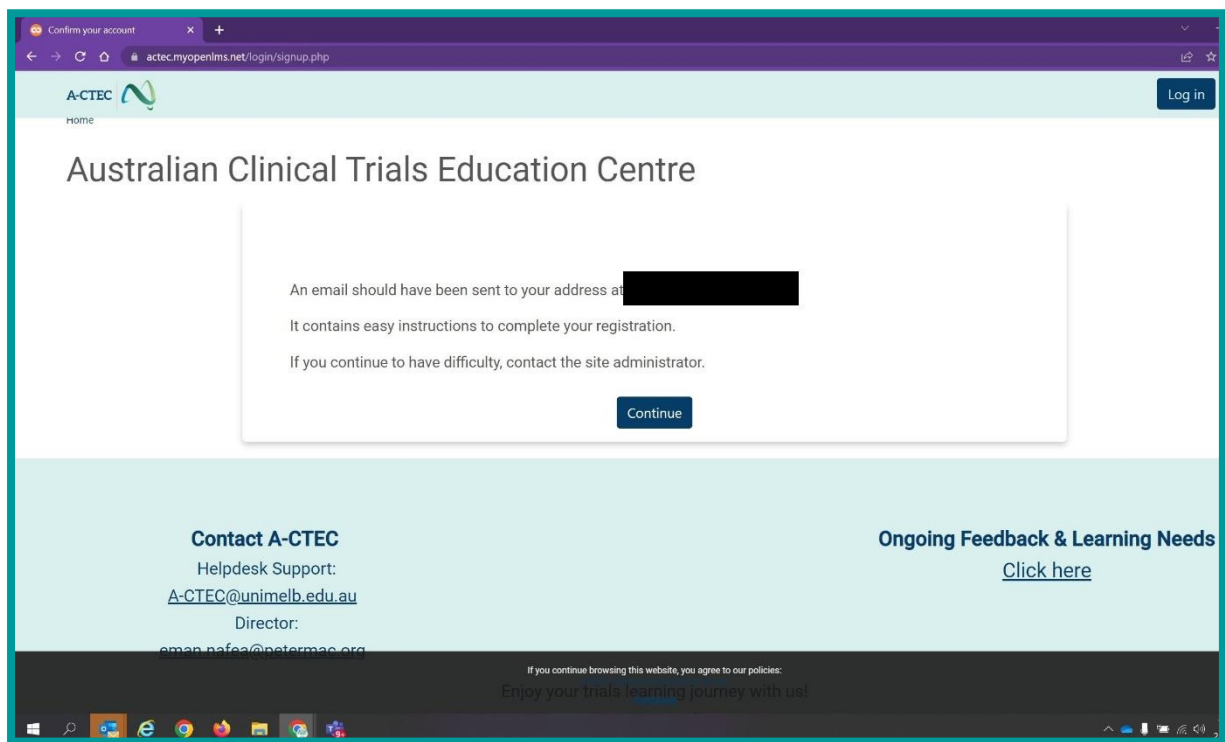 Confirm your account
actec.myopenlms.net/login/signup.php
A-CTEC
Log in
Home
Australian Clinical Trials Education Centre
An email should have been sent to your address at
It contains easy instructions to complete your registration.
If you continue to have difficulty, contact the site administrator.
Continue
Contact A-CTEC
Helpdesk Support:
A-CTEC@unimelb.edu.au
Director:
eman.nafea@petermac.org
Ongoing Feedback & Learning Needs
Click here
If you continue browsing this website, you agree to our policies:
Enjoy your trials learning journey with us!